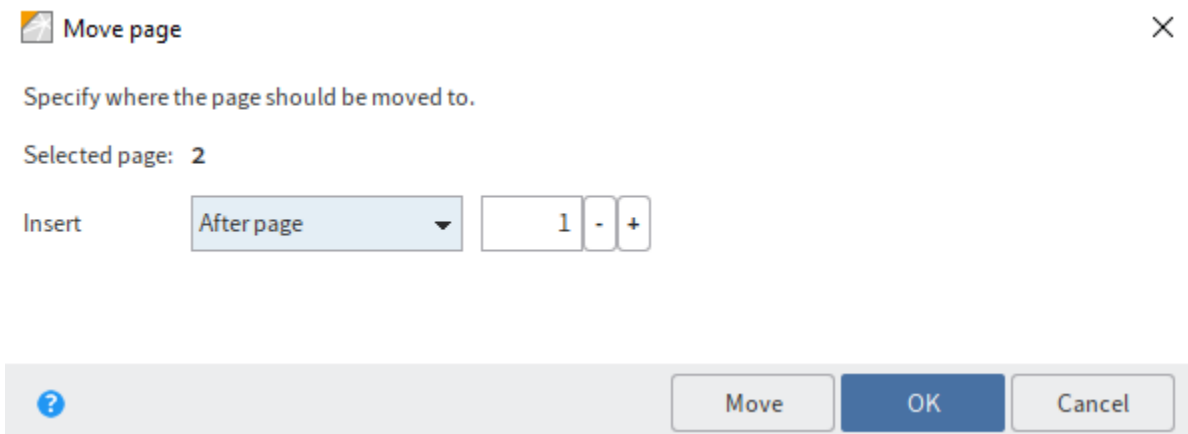 Move page
Specify where the page should be moved to.
Selected page: 2
Insert After page 1 - +
? Move OK Cancel